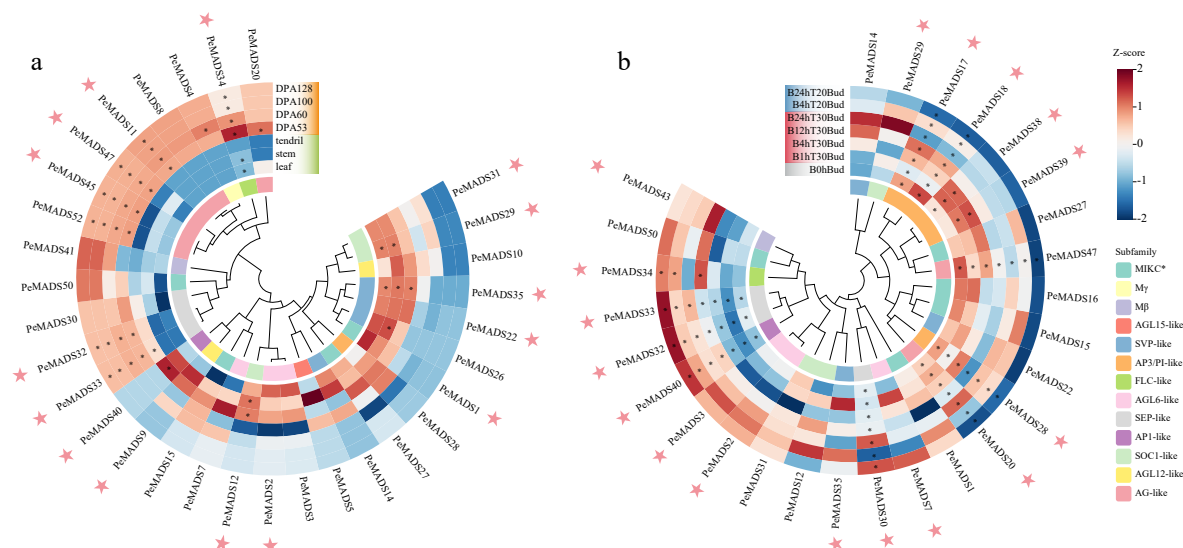 a
PeMADS20
PeMADS34
PeMADS4
PeMADS8
PeMADS11
PeMADS47
PeMADS45
PeMADS52
PeMADS41
PeMADS50
PeMADS30
PeMADS32
PeMADS33
PeMADS40
PeMADS9
PeMADS15
PeMADS7
PeMADS12
PeMADS2
PeMADS3
PeMADS5
PeMADS14
PeMADS27
PeMADS28
PeMADS1
PeMADS26
PeMADS22
PeMADS35
PeMADS10
PeMADS29
PeMADS31
DPA128
DPA100
DPA60
DPA53
tendril
stem
leaf
b
PeMADS14
PeMADS29
PeMADS17
PeMADS18
PeMADS38
PeMADS39
PeMADS27
PeMADS47
PeMADS16
PeMADS15
PeMADS22
PeMADS28
PeMADS20
PeMADS1
PeMADS7
PeMADS30
PeMADS35
PeMADS12
PeMADS31
PeMADS2
PeMADS3
PeMADS40
PeMADS32
PeMADS33
PeMADS34
PeMADS50
PeMADS43
B24hT20Bud
B4hT20Bud
B24hT30Bud
B12hT30Bud
B4hT30Bud
B1hT30Bud
B0hBud
Z-score
2
1
0
-1
-2
Subfamily
MIKC*
Mγ
Mβ
AGL15-like
SVP-like
AP3/PI-like
FLC-like
AGL6-like
SEP-like
AP1-like
SOC1-like
AGL12-like
AG-like